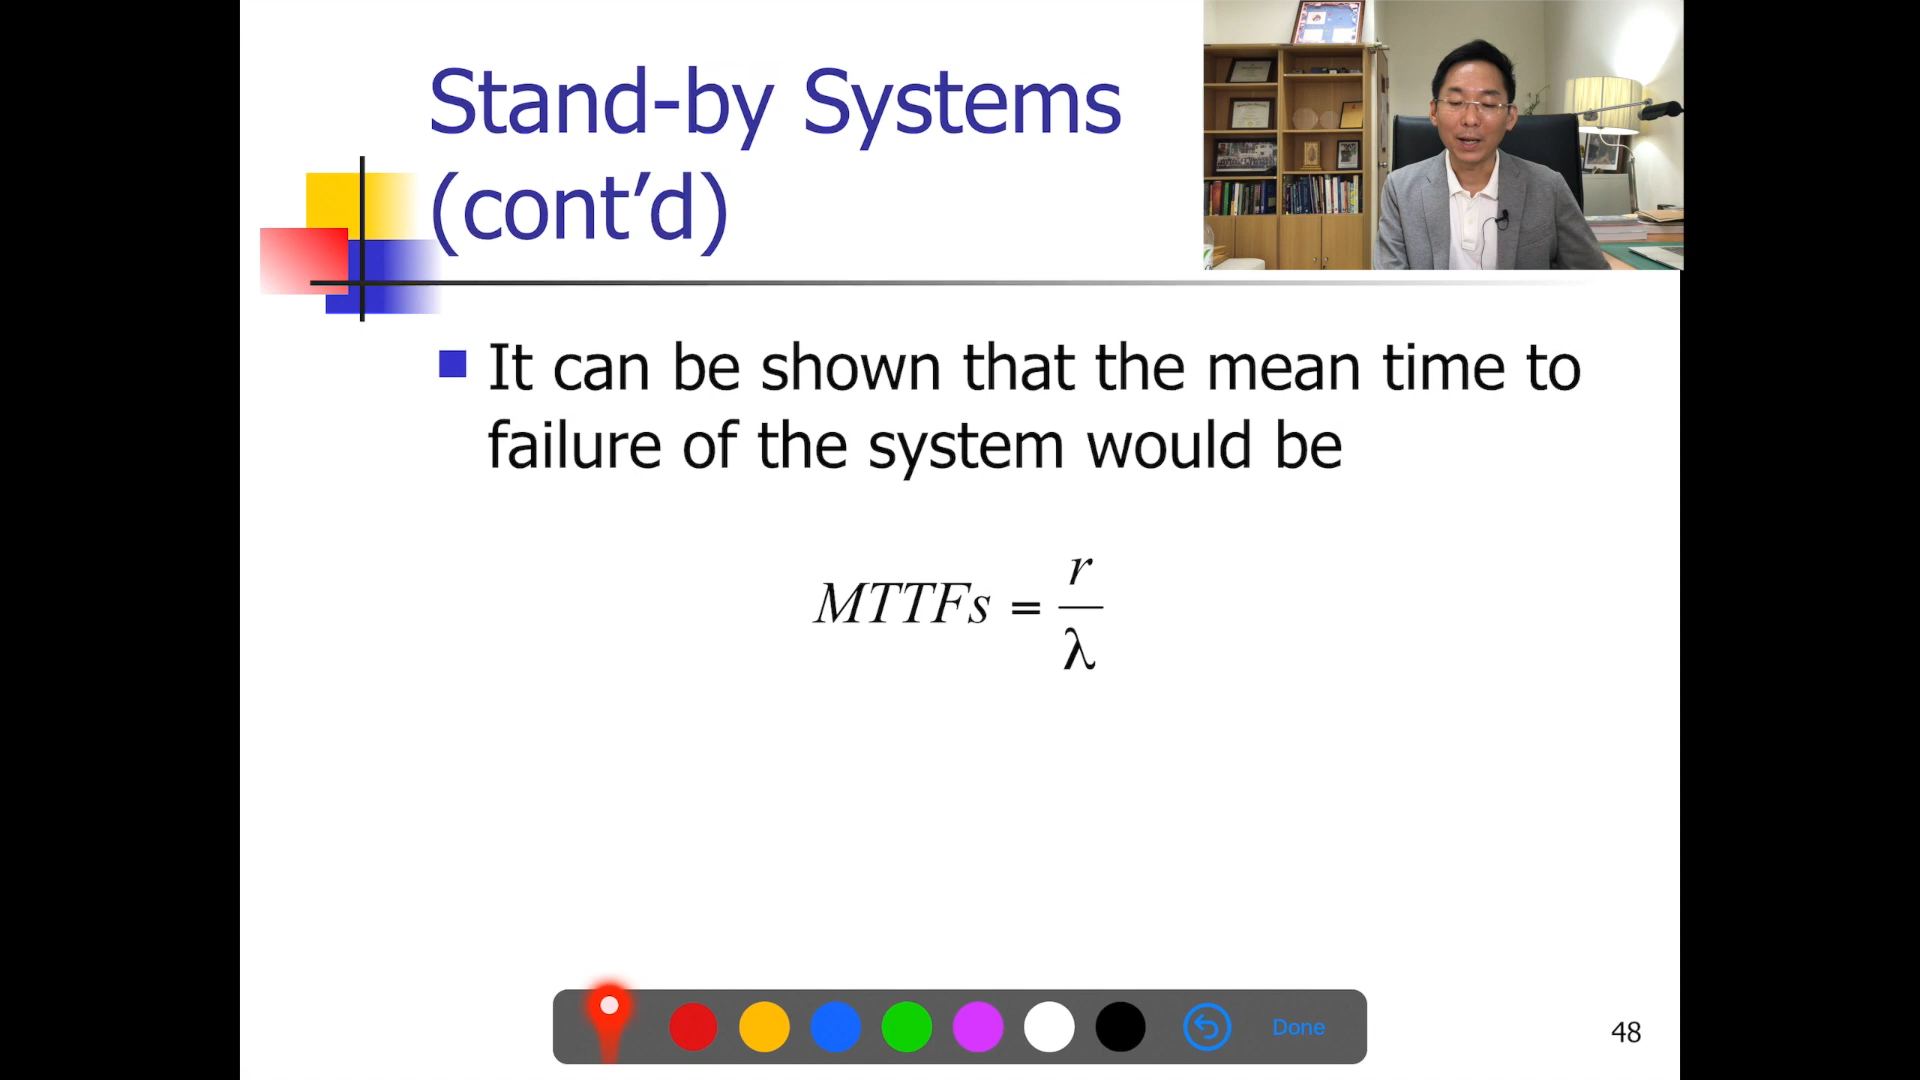 Stand-by Systems
(cont’d)
It can be shown that the mean time to
failure of the system would be
MTTFs = r/λ
Done
48